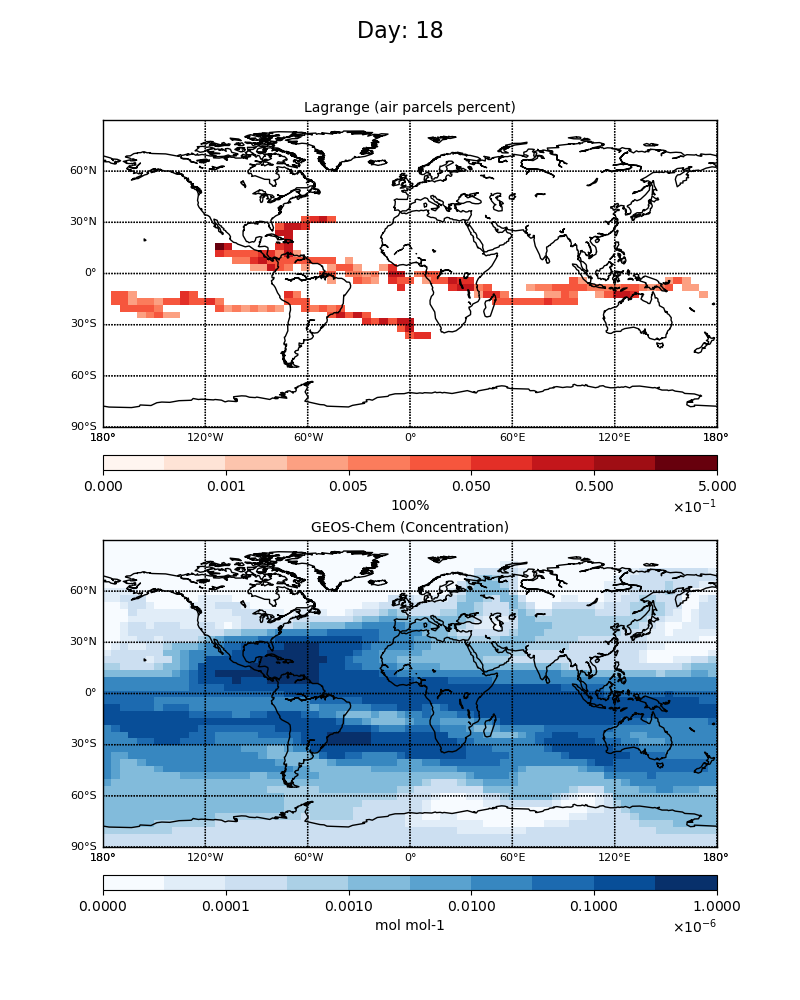 Day: 18
Lagrange (air parcels percent)
60°N
30°N
0°
30°S
60°S
90°S
180° 120°W 60°W 0° 60°E 120°E 180°
0.000 0.001 0.005 0.050 0.500 5.000
100% ×10⁻¹
GEOS-Chem (Concentration)
60°N
30°N
0°
30°S
60°S
90°S
180° 120°W 60°W 0° 60°E 120°E 180°
0.0000 0.0001 0.0010 0.0100 0.1000 1.0000
mol mol-1 ×10⁻⁶